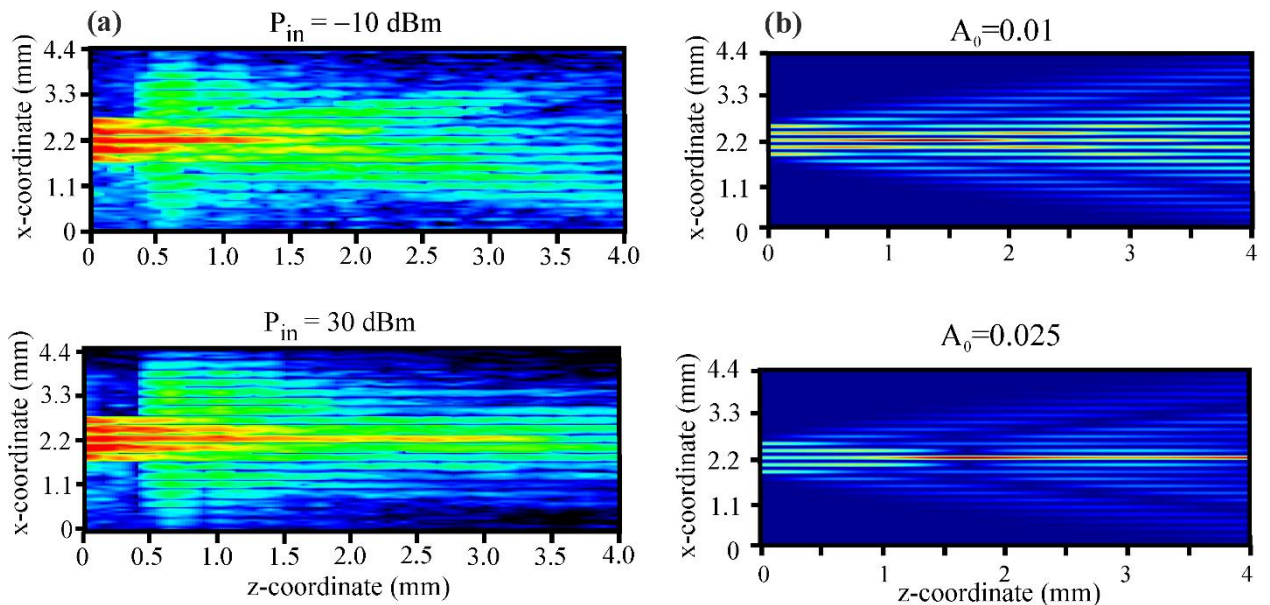 (a)
P_in = –10 dBm
x-coordinate (mm)
4.4
3.3
2.2
1.1
0
0 0.5 1.0 1.5 2.0 2.5 3.0 3.5 4.0
(b)
A_0=0.01
x-coordinate (mm)
4.4
3.3
2.2
1.1
0
0 1 2 3 4
P_in = 30 dBm
x-coordinate (mm)
4.4
3.3
2.2
1.1
0
0 0.5 1.0 1.5 2.0 2.5 3.0 3.5 4.0
z-coordinate (mm)
A_0=0.025
x-coordinate (mm)
4.4
3.3
2.2
1.1
0
0 1 2 3 4
z-coordinate (mm)